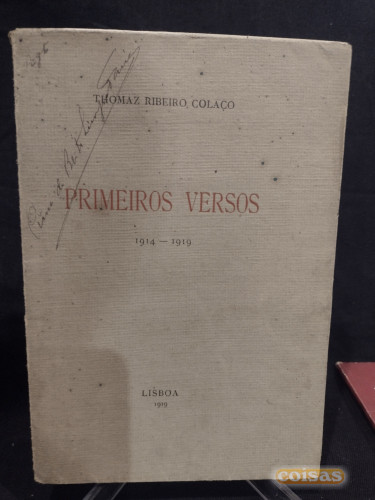 THOMAZ RIBEIRO COLAÇO
PRIMEIROS VERSOS
1914 — 1919
LISBOA
1919
coisas